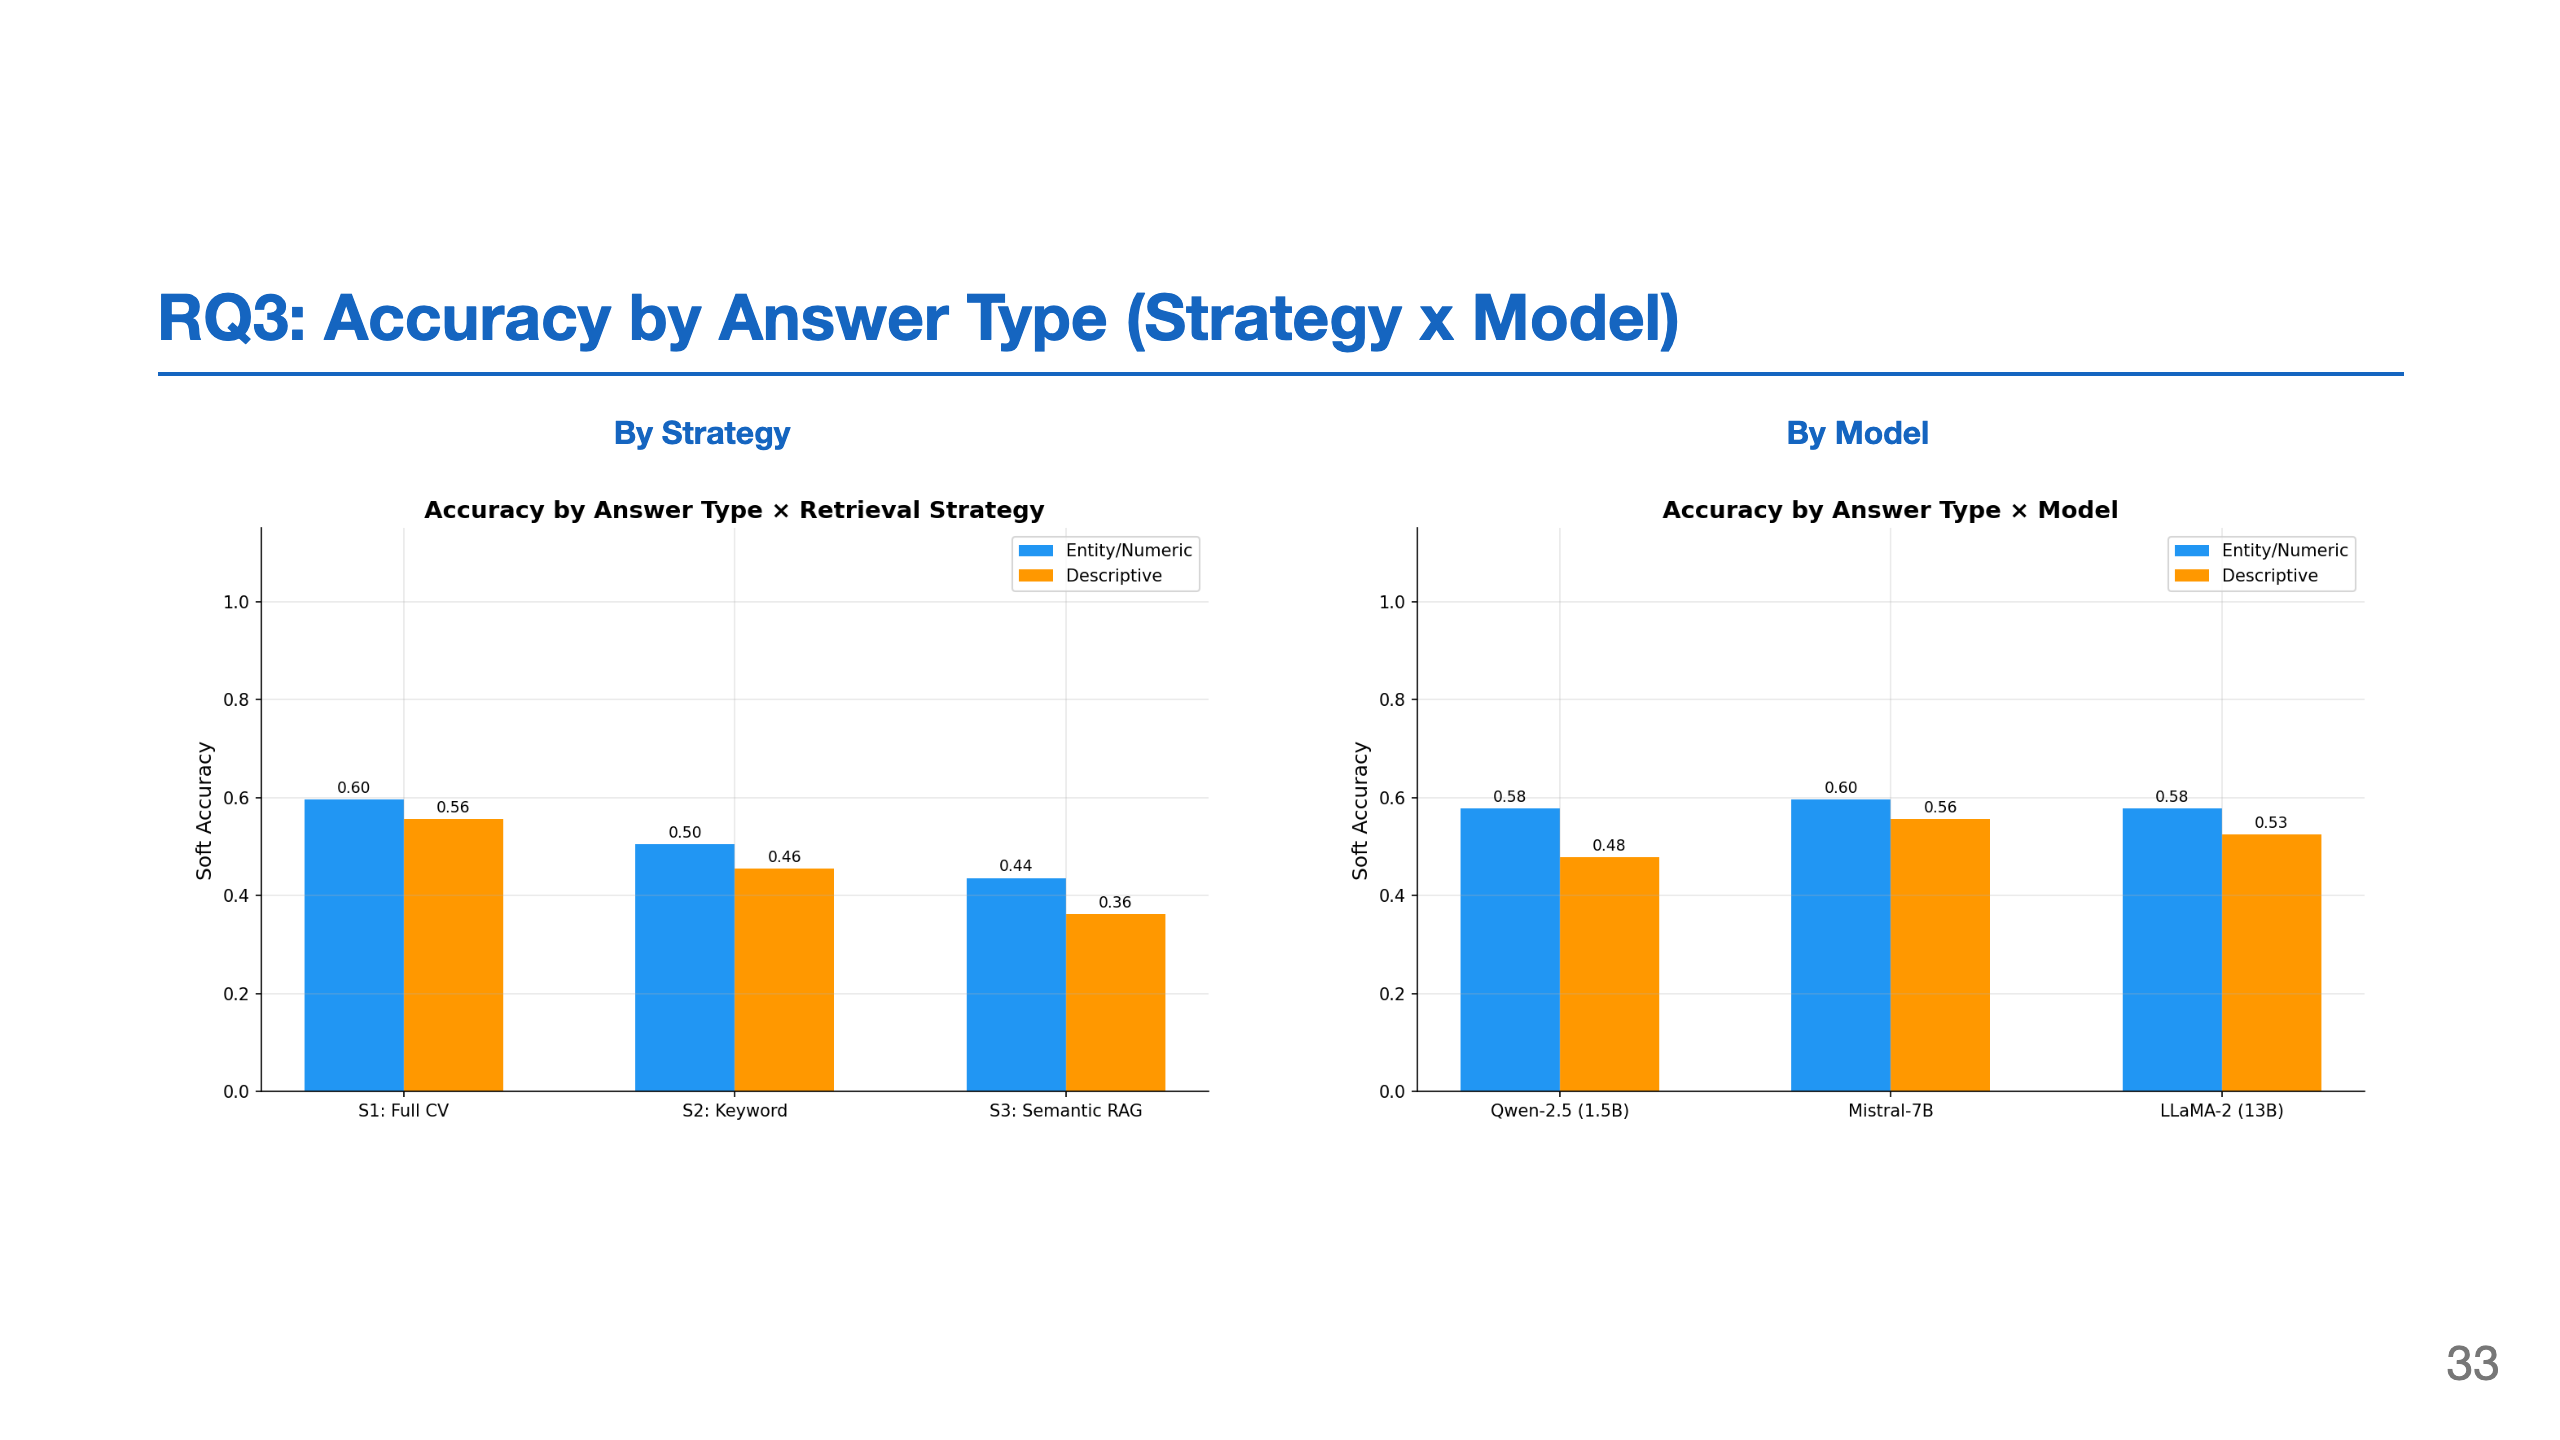 RQ3: Accuracy by Answer Type (Strategy x Model)
By Strategy
Accuracy by Answer Type × Retrieval Strategy
Entity/Numeric
Descriptive
Soft Accuracy
1.0
0.8
0.6
0.4
0.2
0.0
0.60
0.56
0.50
0.46
0.44
0.36
S1: Full CV
S2: Keyword
S3: Semantic RAG
By Model
Accuracy by Answer Type × Model
Entity/Numeric
Descriptive
Soft Accuracy
1.0
0.8
0.6
0.4
0.2
0.0
0.58
0.48
0.60
0.56
0.58
0.53
Qwen-2.5 (1.5B)
Mistral-7B
LLaMA-2 (13B)
33